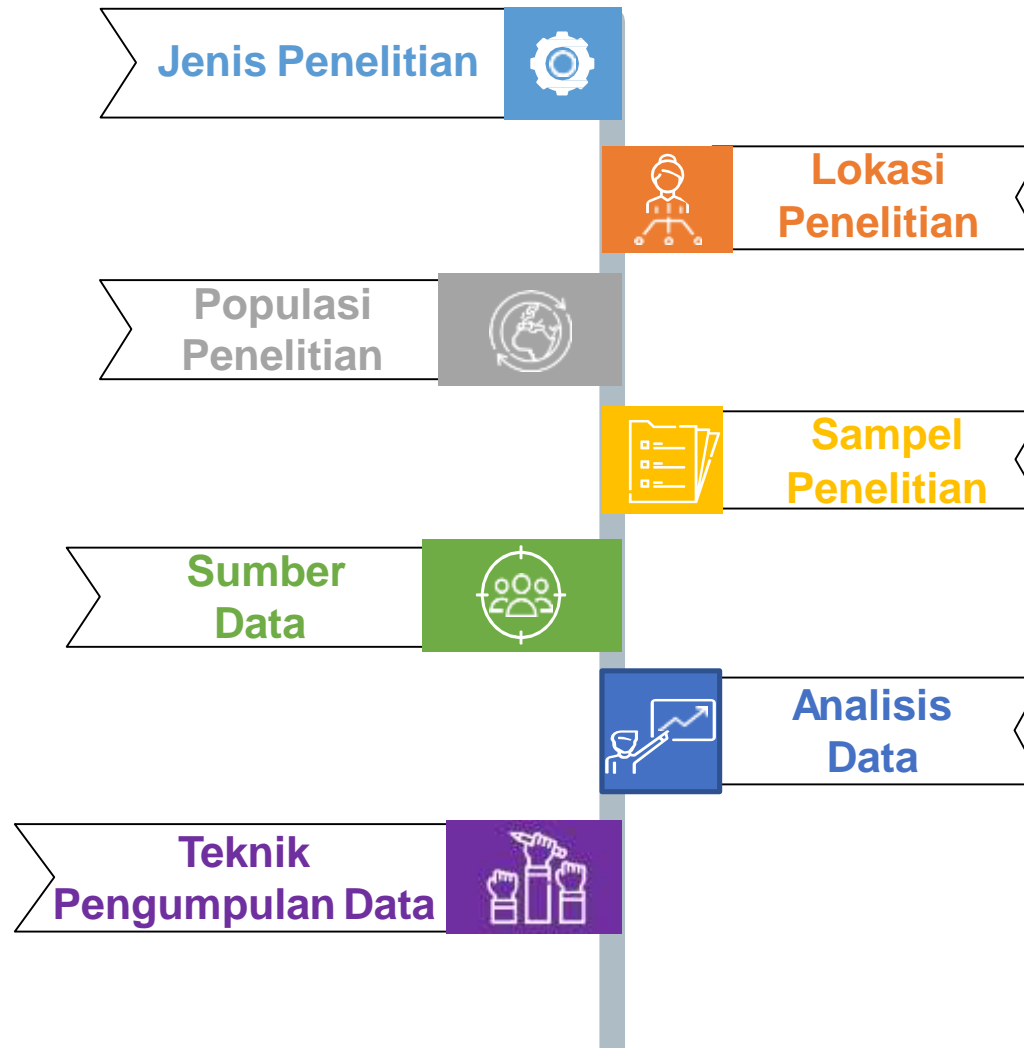 Jenis Penelitian
Lokasi
Penelitian
Populasi
Penelitian
Sampel
Penelitian
Sumber
Data
Analisis
Data
Teknik
Pengumpulan Data